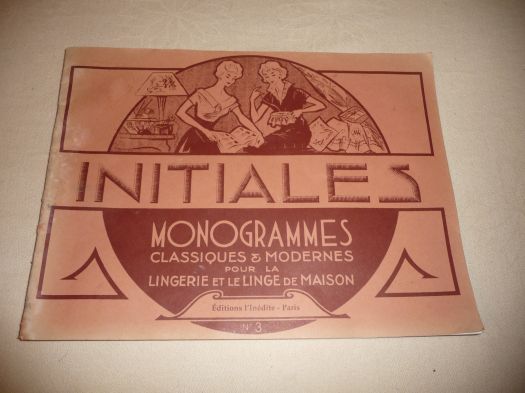 INITIALES
MONOGRAMMES
CLASSIQUES & MODERNES
POUR LA
LINGERIE ET LE LINGE DE MAISON
Éditions l'Inédite - Paris
N° 3